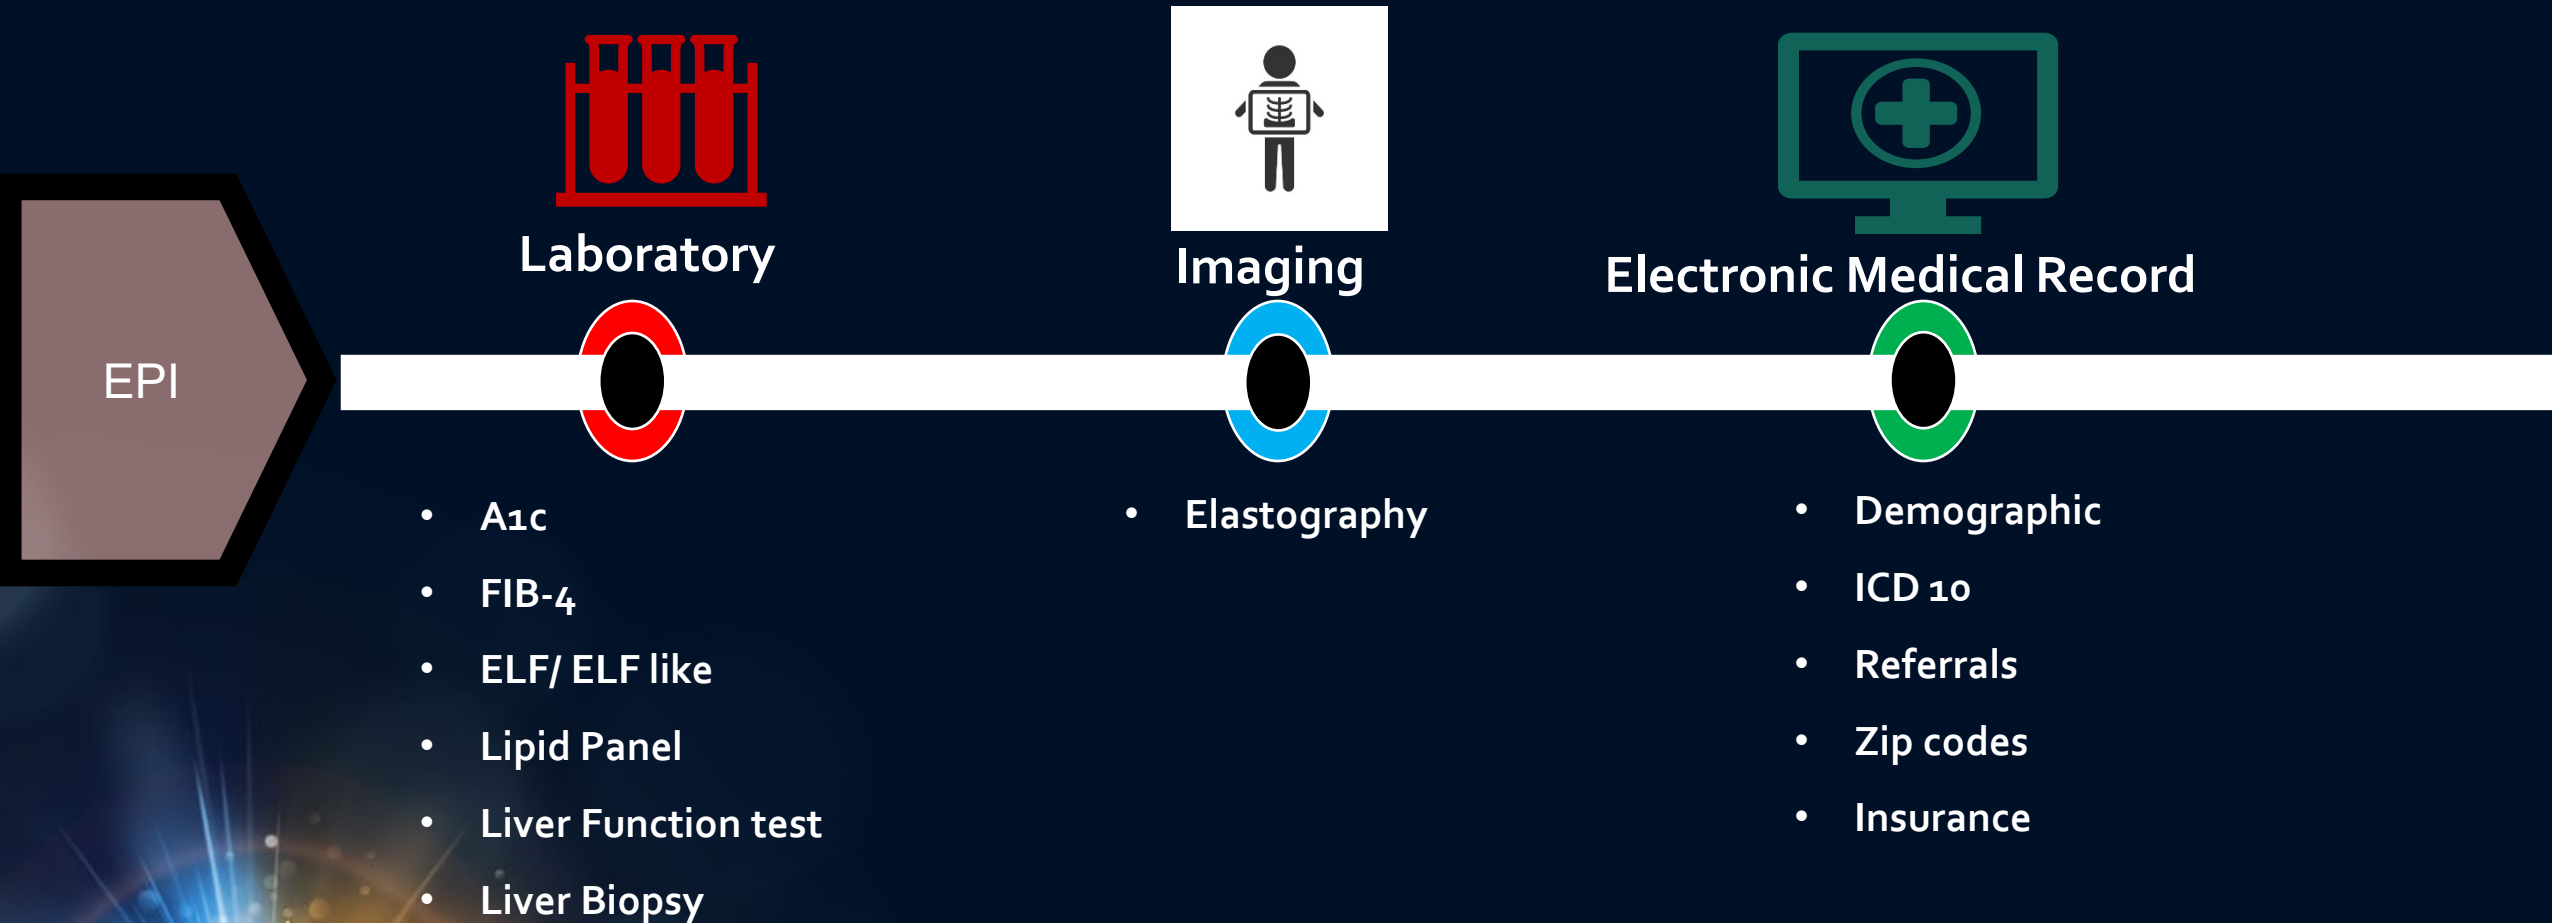 Laboratory
Imaging
Electronic Medical Record
EPI
• A1c
• FIB-4
• ELF/ ELF like
• Lipid Panel
• Liver Function test
• Liver Biopsy
• Elastography
• Demographic
• ICD 10
• Referrals
• Zip codes
• Insurance